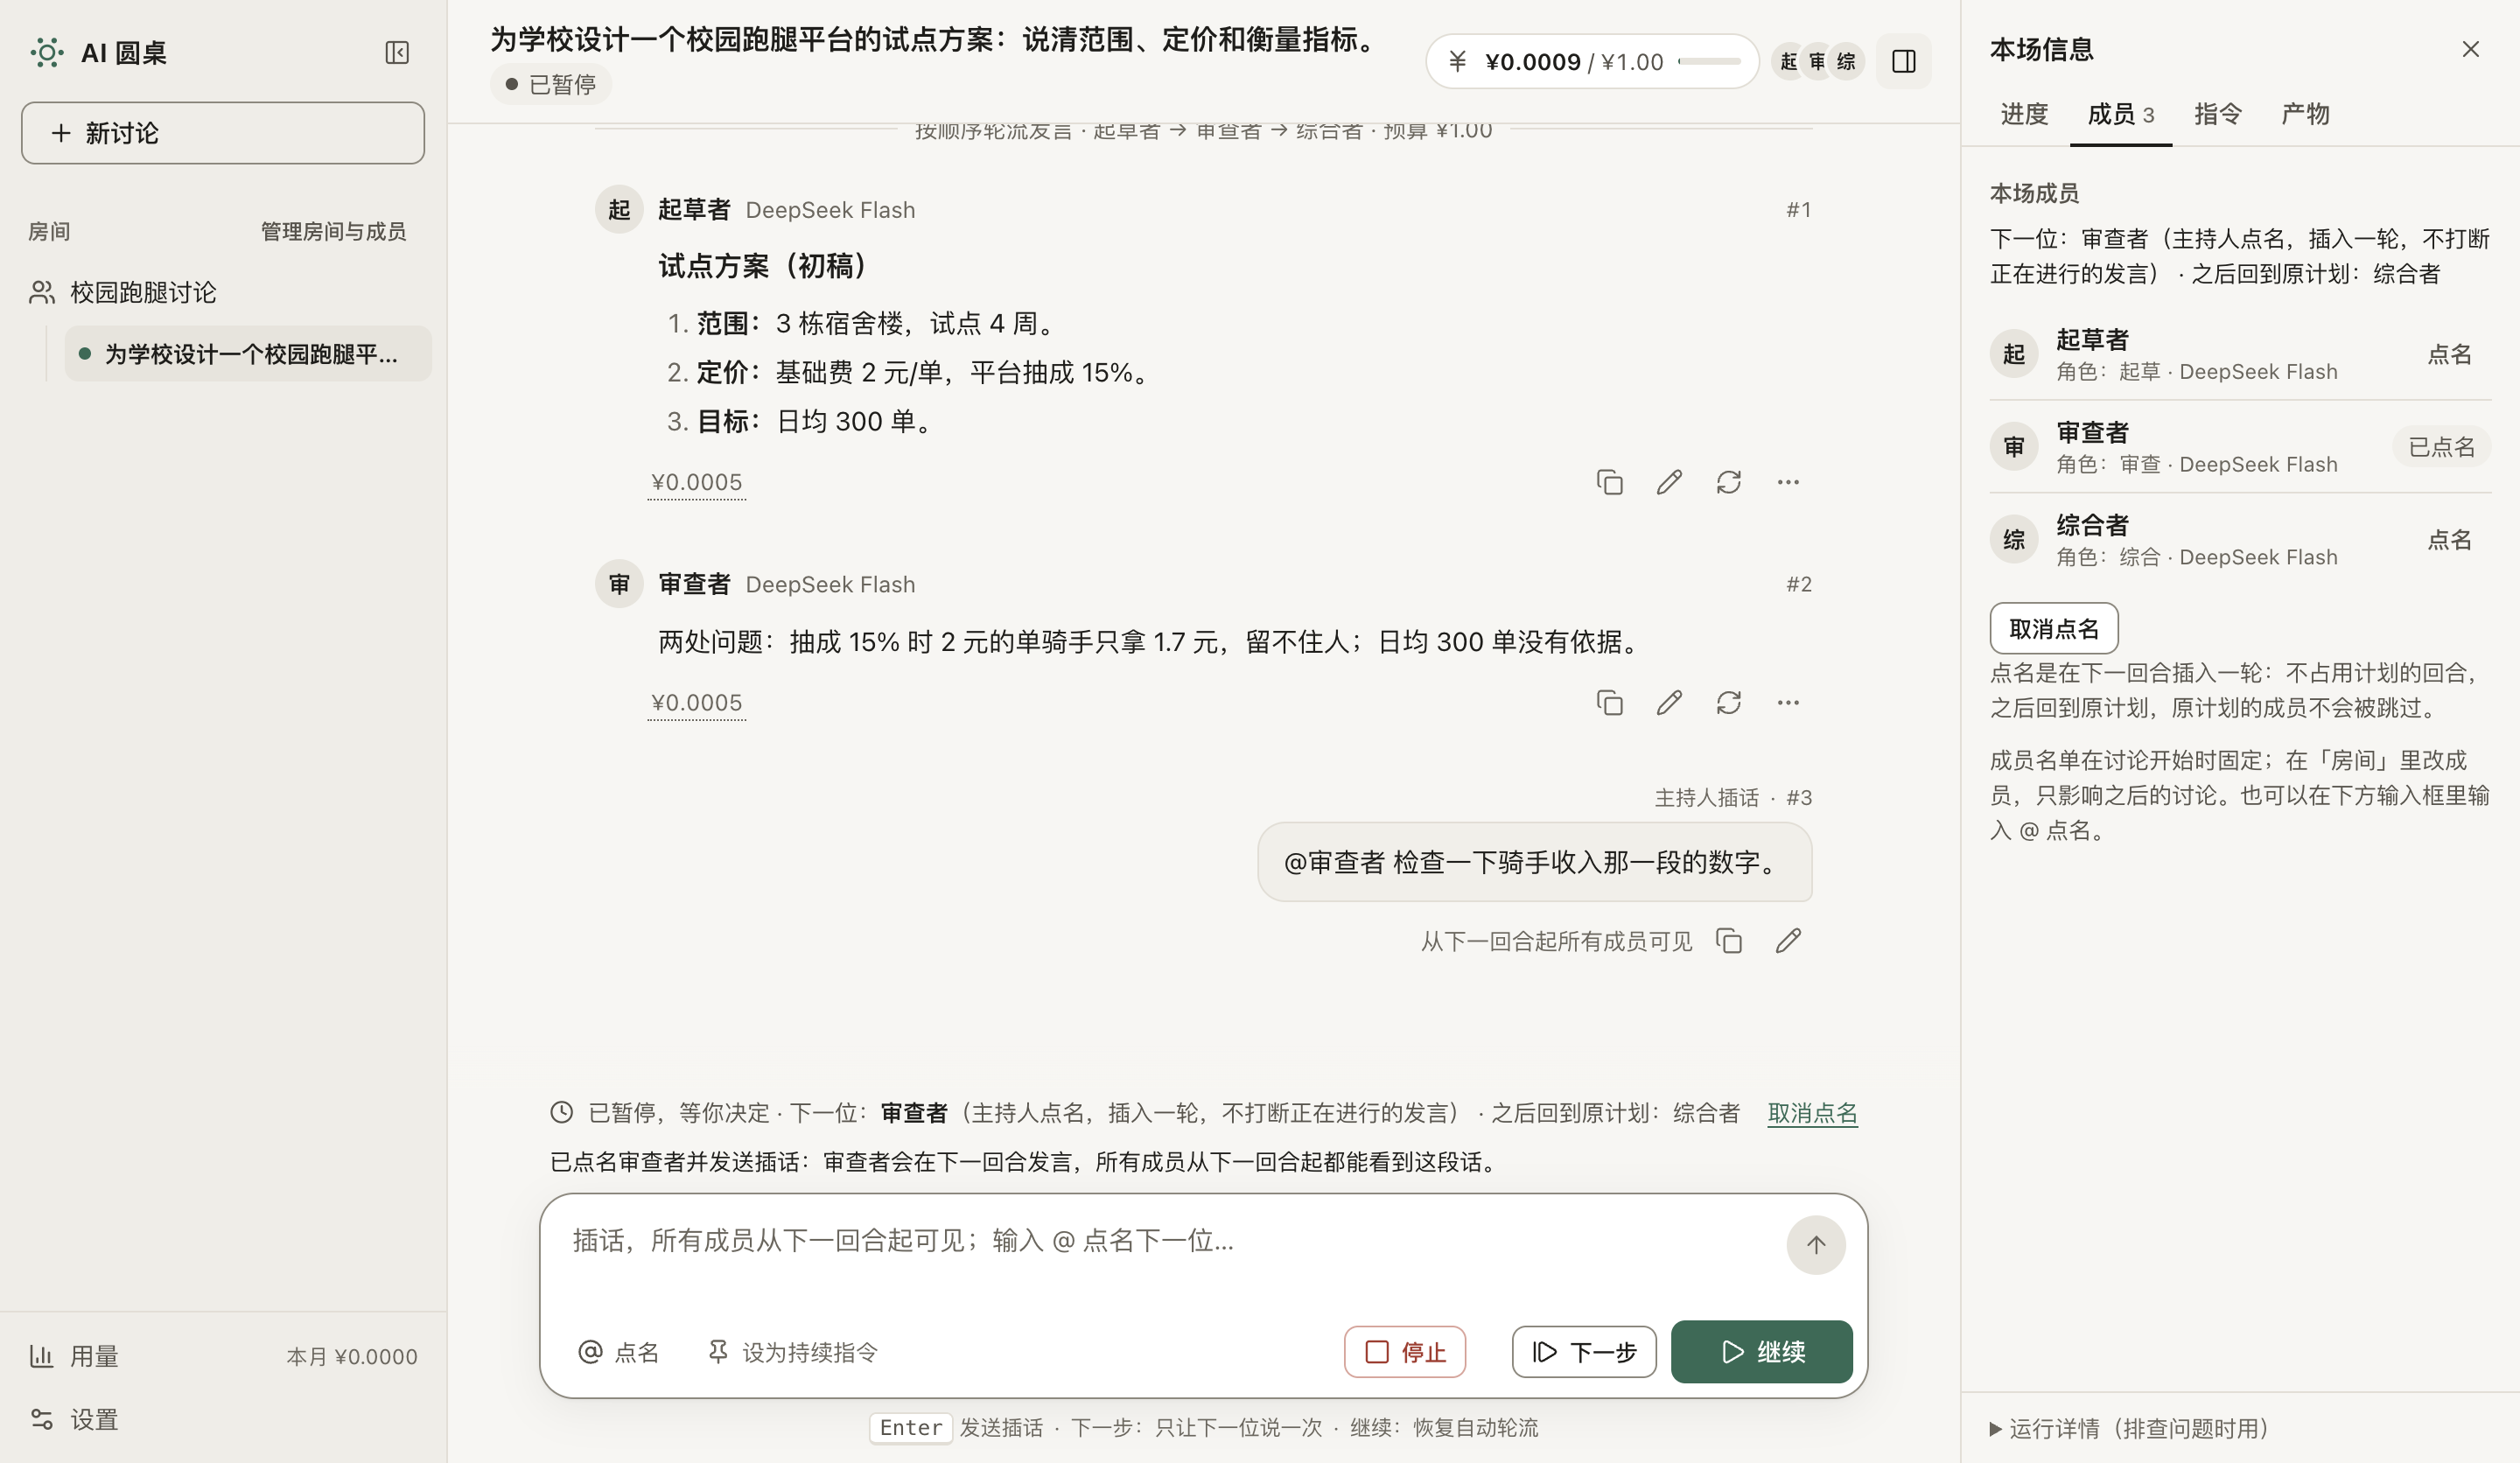 AI 圆桌
新讨论
房间
管理房间与成员
校园跑腿讨论
为学校设计一个校园跑腿平...
用量
本月 ¥0.0000
设置
为学校设计一个校园跑腿平台的试点方案：说清范围、定价和衡量指标。
已暂停
¥0.0009 / ¥1.00
起 审 综
按顺序轮流发言 · 起草者 → 审查者 → 综合者 · 预算 ¥1.00
起 起草者 DeepSeek Flash #1
试点方案（初稿）
1. 范围：3 栋宿舍楼，试点 4 周。
2. 定价：基础费 2 元/单，平台抽成 15%。
3. 目标：日均 300 单。
¥0.0005
审 审查者 DeepSeek Flash #2
两处问题：抽成 15% 时 2 元的单骑手只拿 1.7 元，留不住人；日均 300 单没有依据。
¥0.0005
主持人插话 · #3
@审查者 检查一下骑手收入那一段的数字。
从下一回合起所有成员可见
已暂停，等你决定 · 下一位：审查者（主持人点名，插入一轮，不打断正在进行的发言） · 之后回到原计划：综合者 取消点名
已点名审查者并发送插话：审查者会在下一回合发言，所有成员从下一回合起都能看到这段话。
插话，所有成员从下一回合起可见；输入 @ 点名下一位...
点名 设为持续指令 停止 下一步 继续
Enter 发送插话 · 下一步：只让下一位说一次 · 继续：恢复自动轮流
本场信息
进度 成员 3 指令 产物
本场成员
下一位：审查者（主持人点名，插入一轮，不打断
正在进行的发言） · 之后回到原计划：综合者
起 起草者 点名
角色：起草 · DeepSeek Flash
审 审查者 已点名
角色：审查 · DeepSeek Flash
综 综合者 点名
角色：综合 · DeepSeek Flash
取消点名
点名是在下一回合插入一轮：不占用计划的回合，
之后回到原计划，原计划的成员不会被跳过。
成员名单在讨论开始时固定；在「房间」里改成
员，只影响之后的讨论。也可以在下方输入框里输
入 @ 点名。
运行详情（排查问题时用）